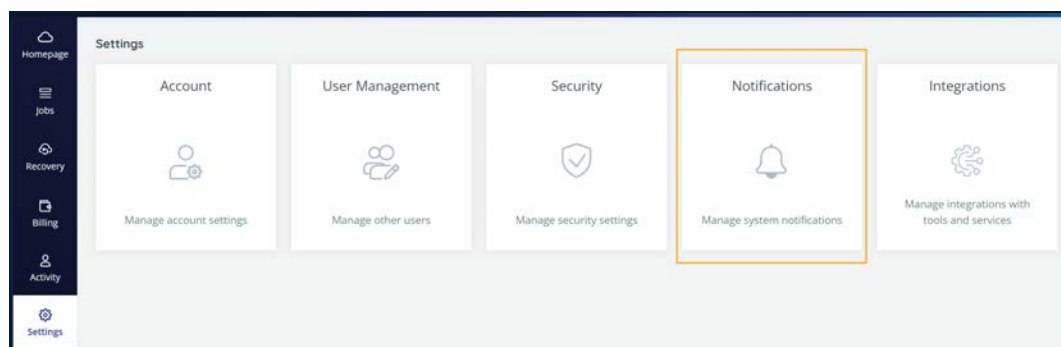 Homepage
Jobs
Recovery
Billing
Activity
Settings
Settings
Account
Manage account settings
User Management
Manage other users
Security
Manage security settings
Notifications
Manage system notifications
Integrations
Manage integrations with
tools and services